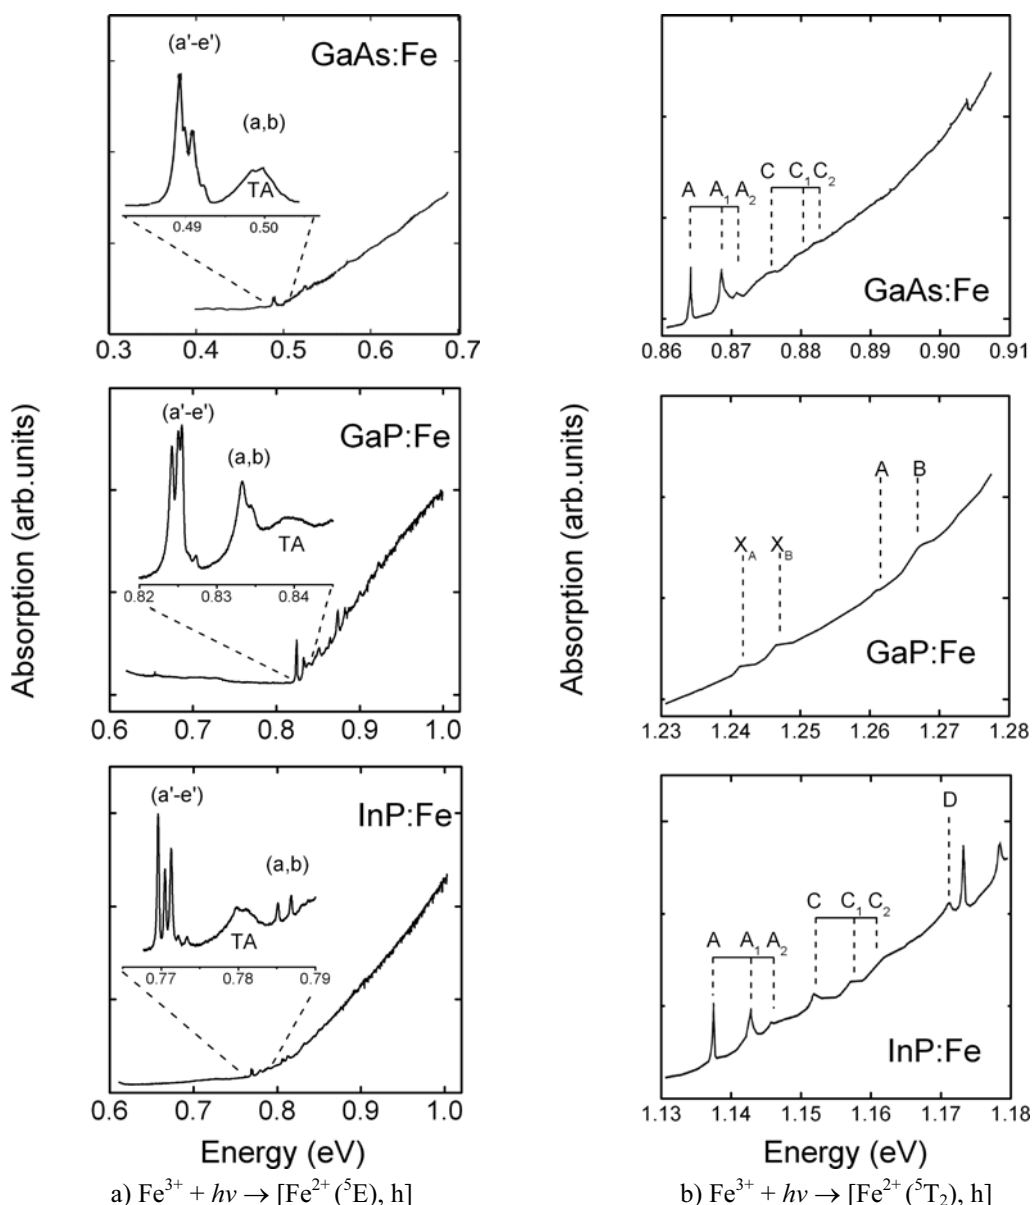 (a'-e')
GaAs:Fe
(a,b)
TA
0.49 0.50
0.3 0.4 0.5 0.6 0.7
(a'-e')
GaP:Fe
(a,b)
TA
0.82 0.83 0.84
0.6 0.7 0.8 0.9 1.0
(a'-e')
InP:Fe
(a,b)
TA
0.77 0.78 0.79
0.6 0.7 0.8 0.9 1.0
Absorption (arb.units)
Energy (eV)
a) Fe³⁺ + hν → [Fe²⁺ (⁵E), h]
C C₁ C₂
A A₁ A₂
GaAs:Fe
0.86 0.87 0.88 0.89 0.90 0.91
A B
X_A X_B
GaP:Fe
1.23 1.24 1.25 1.26 1.27 1.28
D
C C₁ C₂
A A₁ A₂
InP:Fe
1.13 1.14 1.15 1.16 1.17 1.18
Absorption (arb.units)
Energy (eV)
b) Fe³⁺ + hν → [Fe²⁺ (⁵T₂), h]